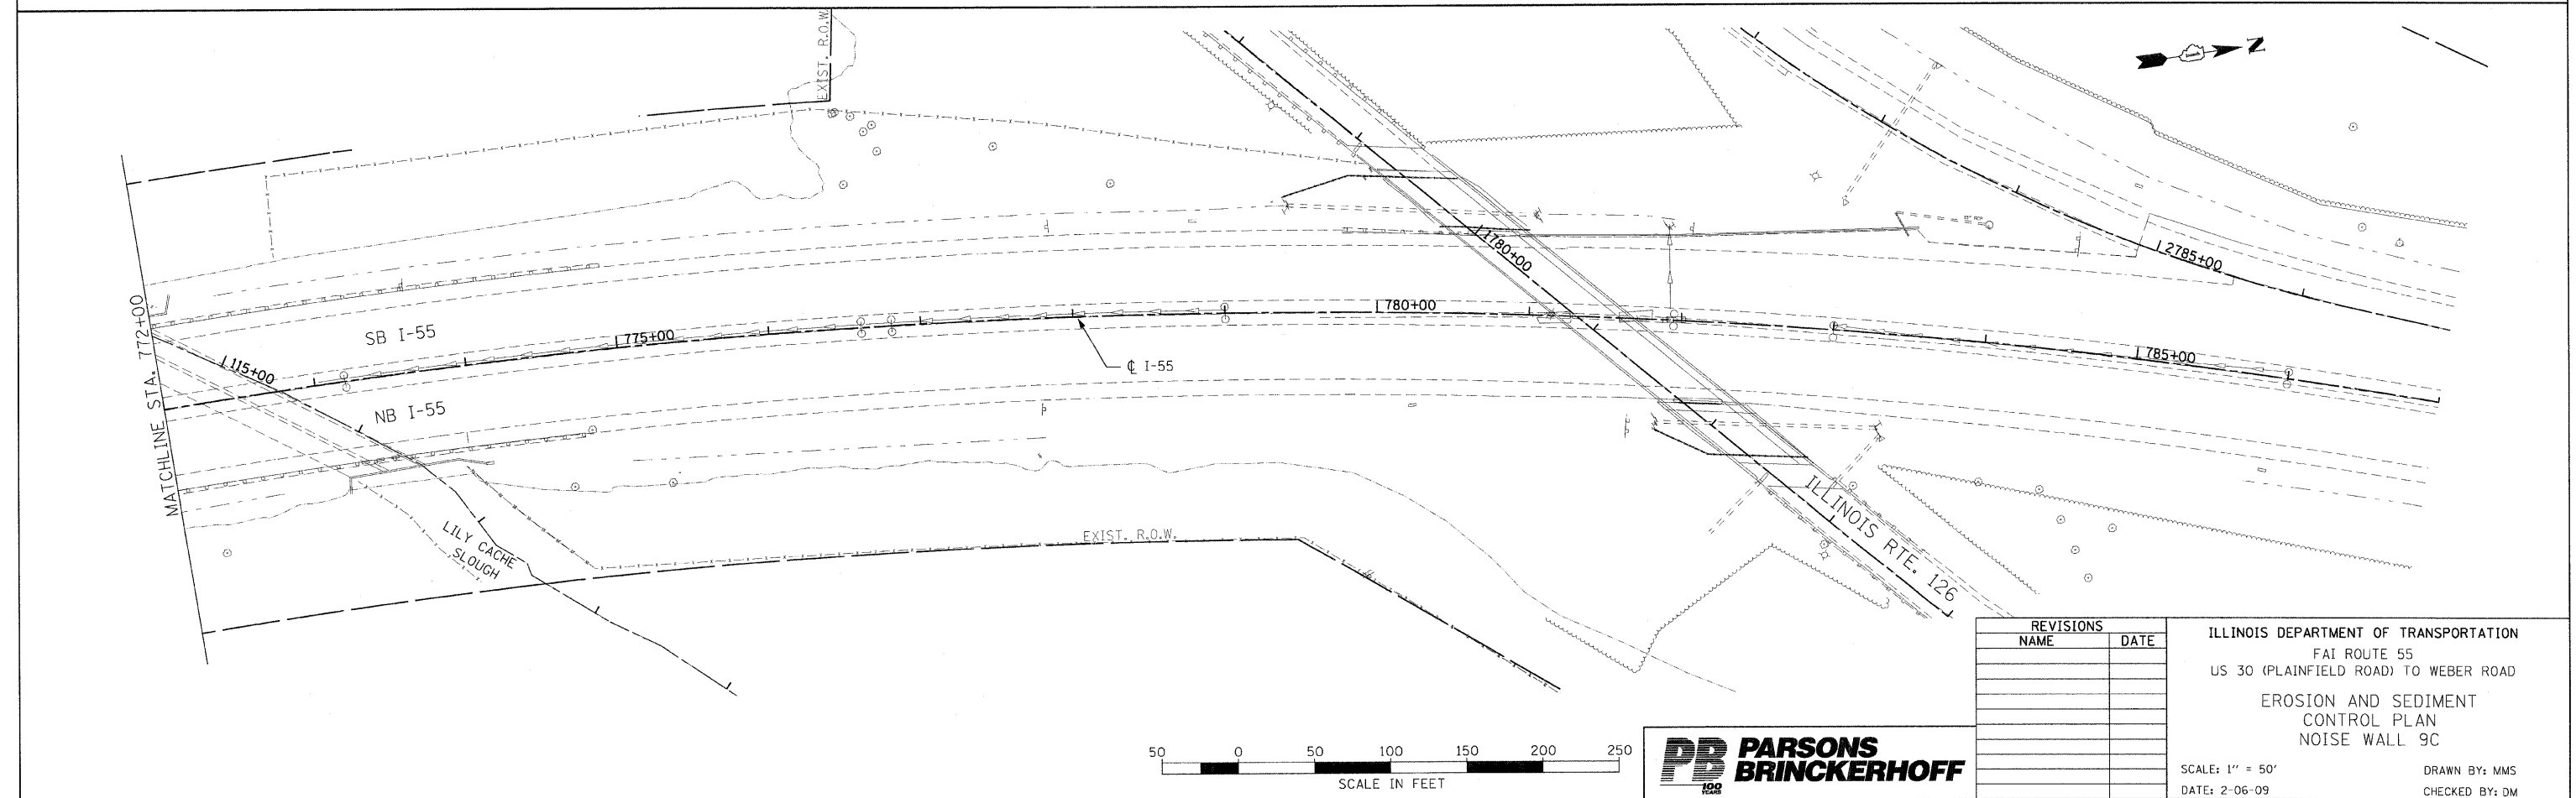 EXIST. R.O.W.
N
1780+00
2785+00
MATCHLINE STA. 772+00
SB I-55
775+00
780+00
785+00
115+00
℄ I-55
NB I-55
LILY CACHE
SLOUGH
EXIST. R.O.W.
ILLINOIS RTE. 126
50 0 50 100 150 200 250
SCALE IN FEET
PB
100
YEARS
PARSONS
BRINCKERHOFF
REVISIONS
NAME DATE
ILLINOIS DEPARTMENT OF TRANSPORTATION
FAI ROUTE 55
US 30 (PLAINFIELD ROAD) TO WEBER ROAD
EROSION AND SEDIMENT
CONTROL PLAN
NOISE WALL 9C
SCALE: 1" = 50'
DRAWN BY: MMS
DATE: 2-06-09
CHECKED BY: DM